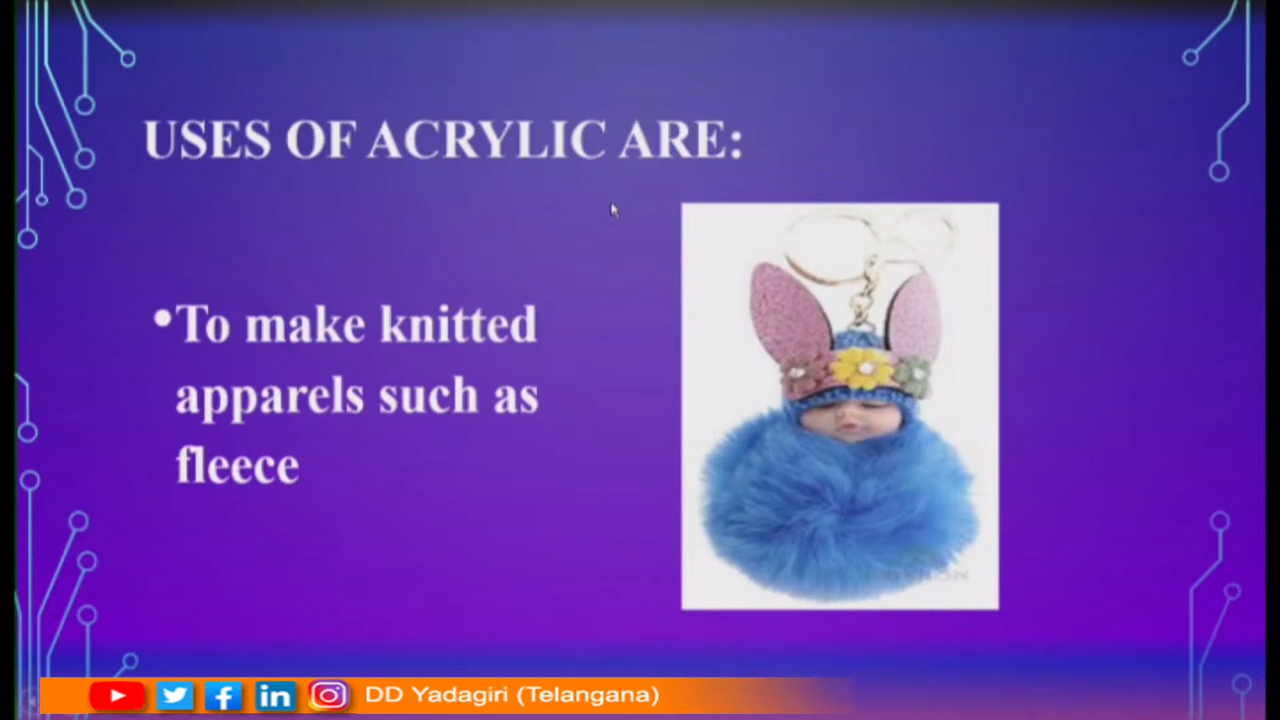 USES OF ACRYLIC ARE:
•To make knitted
apparels such as
fleece
DD Yadagiri (Telangana)